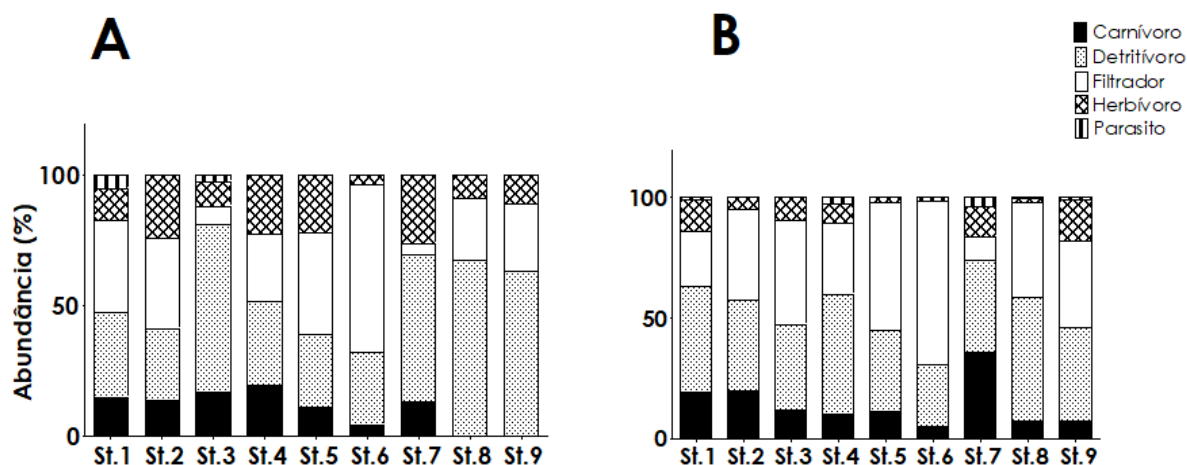 A
B
Carnívoro
Detritívoro
Filtrador
Herbívoro
Parasito
Abundância (%)
100
50
0
St.1 St.2 St.3 St.4 St.5 St.6 St.7 St.8 St.9
100
50
0
St.1 St.2 St.3 St.4 St.5 St.6 St.7 St.8 St.9